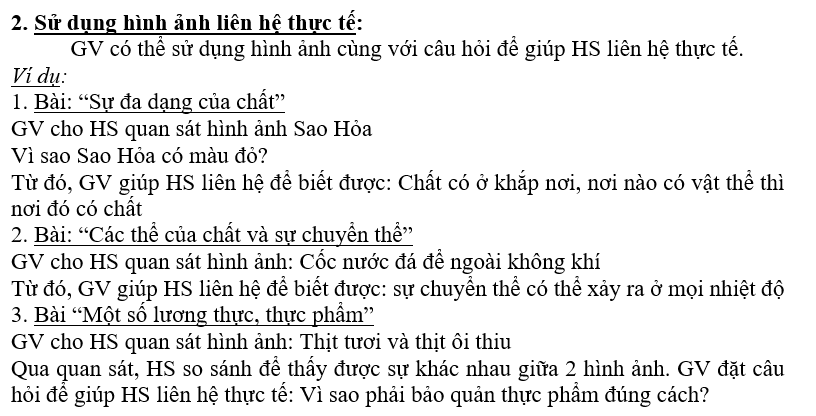 2. Sử dụng hình ảnh liên hệ thực tế:
GV có thể sử dụng hình ảnh cùng với câu hỏi để giúp HS liên hệ thực tế.
Ví dụ:
1. Bài: “Sự đa dạng của chất”
GV cho HS quan sát hình ảnh Sao Hỏa
Vì sao Sao Hỏa có màu đỏ?
Từ đó, GV giúp HS liên hệ để biết được: Chất có ở khắp nơi, nơi nào có vật thể thì
nơi đó có chất
2. Bài: “Các thể của chất và sự chuyển thể”
GV cho HS quan sát hình ảnh: Cốc nước đá để ngoài không khí
Từ đó, GV giúp HS liên hệ để biết được: sự chuyển thể có thể xảy ra ở mọi nhiệt độ
3. Bài “Một số lương thực, thực phẩm”
GV cho HS quan sát hình ảnh: Thịt tươi và thịt ôi thiu
Qua quan sát, HS so sánh để thấy được sự khác nhau giữa 2 hình ảnh. GV đặt câu
hỏi để giúp HS liên hệ thực tế: Vì sao phải bảo quản thực phẩm đúng cách?